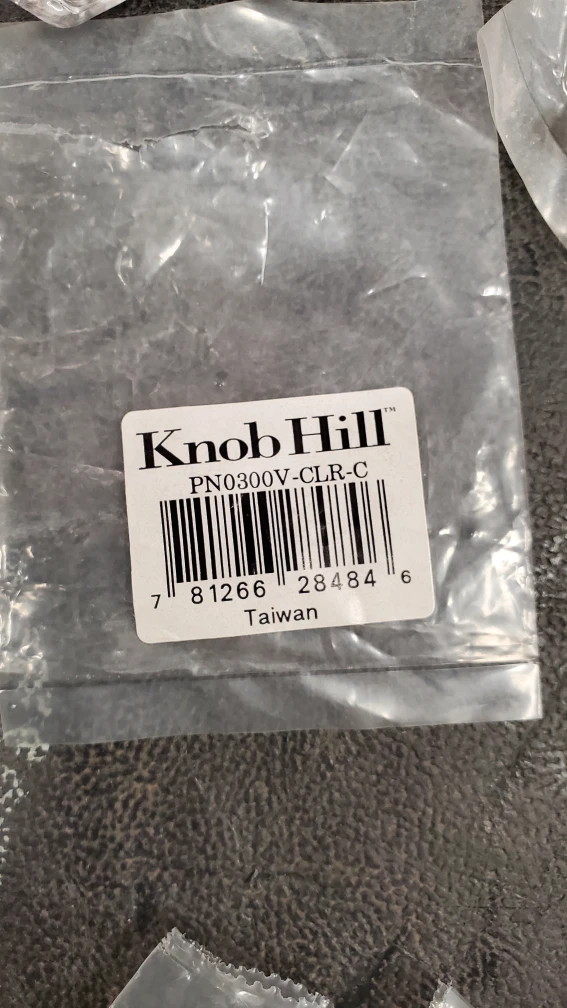 Knob Hill™
PN0300V-CLR-C
7 81266 28484 6
Taiwan